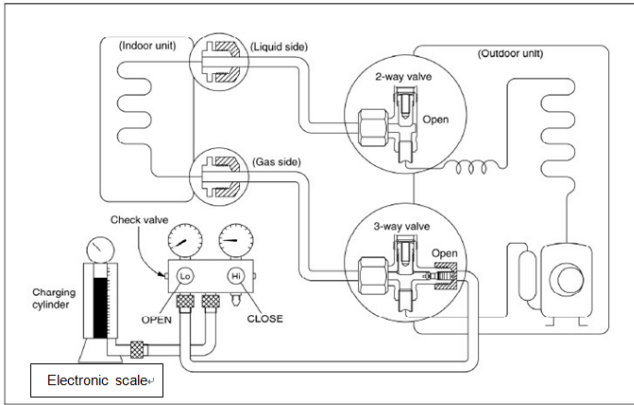 (Indoor unit)
(Liquid side)
(Outdoor unit)
2-way valve
Open
(Gas side)
3-way valve
Open
Check valve
Lo
Hi
OPEN
CLOSE
Charging
cylinder
Electronic scale